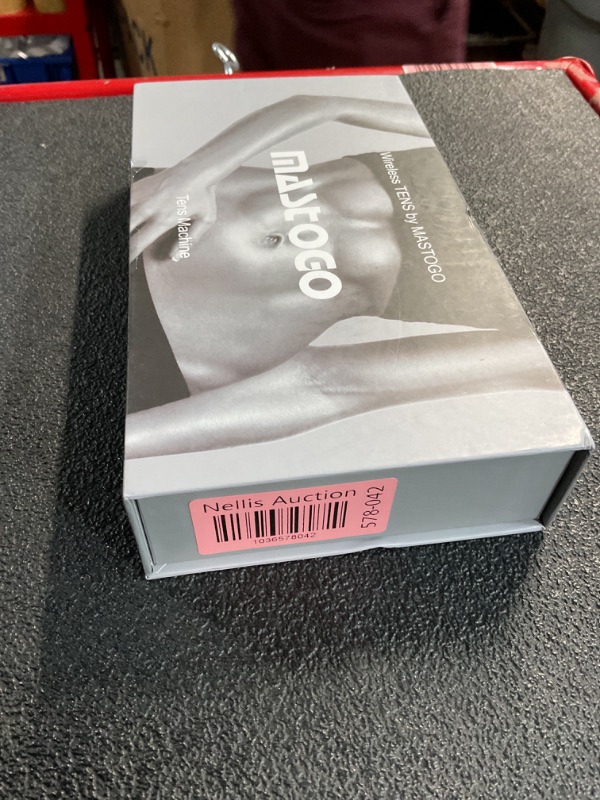 Wireless TENS by MASTOGO
MAStOGO
Tens Machine
Nellis Auction
1036578042
578-042